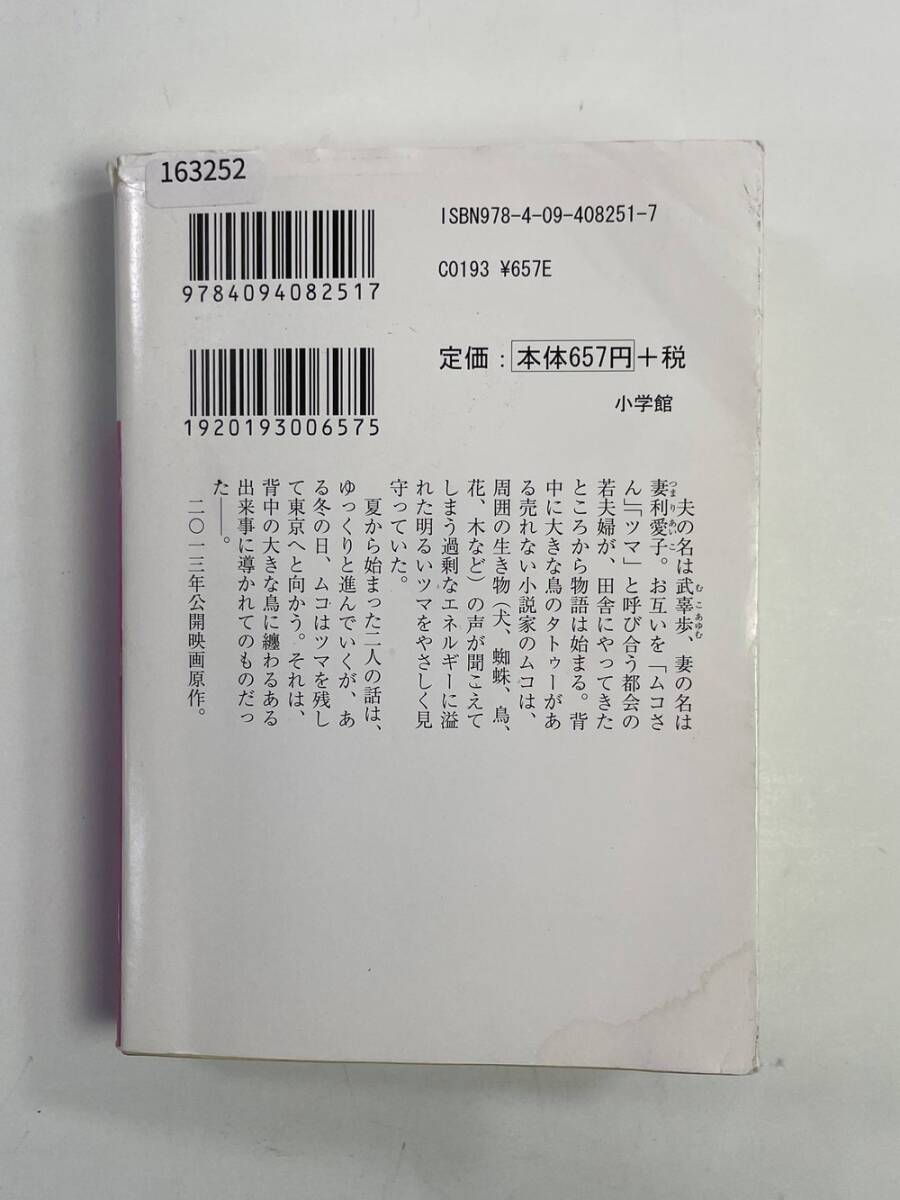 163252
ISBN978-4-09-408251-7
9784094082517
C0193 ¥657E
1920193006575
定価：本体657円＋税
小学館
夫の名は武辜歩、妻の名は
妻利愛子。お互いを「ムコさ
ん」「ツマ」と呼び合う都会の
若夫婦が、田舎にやってきた
ところから物語は始まる。背
中に大きな鳥のタトゥーがあ
る売れない小説家のムコは、
周囲の生き物（犬、蜘蛛、鳥、
花、木など）の声が聞こえて
しまう過剰なエネルギーに溢
れた明るいツマをやさしく見
守っていた。
夏から始まった二人の話は、
ゆっくりと進んでいくが、あ
る冬の日、ムコはツマを残し
て東京へと向かう。それは、
背中の大きな鳥に纏わるある
出来事に導かれてのものだっ
た――。
二〇一三年公開映画原作。